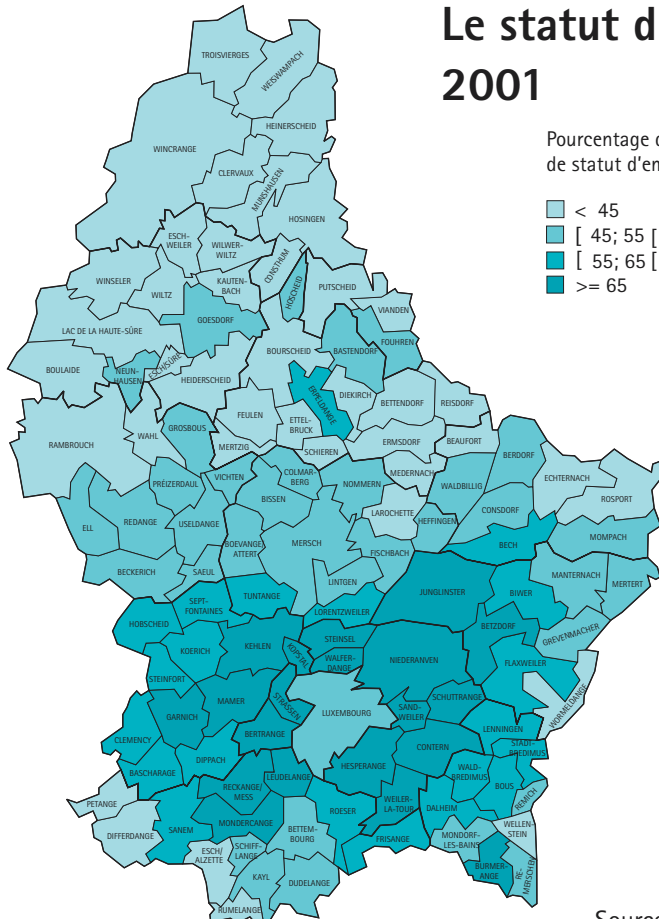 Le statut d
2001
Pourcentage d
de statut d'en
< 45
[ 45; 55 [
[ 55; 65 [
>= 65
TROISVIERGES
WEISWAMPACH
HEINERSCHEID
WINCRANGE
CLERVAUX
MUNSHAUSEN
HOSINGEN
ESCH-
WEILER
WILWER-
WILTZ
CONSTHUM
HOSCHEID
PUTSCHEID
WINSELER
WILTZ
KAUTEN-
BACH
VIANDEN
GOESDORF
LAC DE LA HAUTE-SÛRE
ESCH/SÛRE
BOURSCHEID
BASTENDORF
FOUHREN
BOULAIDE
NEUN-
HAUSEN
HEIDERSCHEID
ERPELDANGE
DIEKIRCH
BETTENDORF
REISDORF
FEULEN
ETTEL-
BRUCK
GROSBOUS
WAHL
RAMBROUCH
MERTZIG
SCHIEREN
ERMSDORF
BEAUFORT
BERDORF
ECHTERNACH
ROSPORT
PRÉIZERDAUL
VICHTEN
COLMAR-
BERG
NOMMERN
MEDERNACH
WALDBILLIG
BISSEN
LAROCHETTE
HEFFINGEN
CONSDORF
ELL
REDANGE
USELDANGE
BOEVANGE/
ATTERT
MERSCH
FISCHBACH
BECH
MOMPACH
BECKERICH
SAEUL
LINTGEN
JUNGLINSTER
MANTERNACH
MERTERT
SEPT-
FONTAINES
TUNTANGE
LORENTZWEILER
BIWER
HOBSCHEID
BETZDORF
GREVENMACHER
KOERICH
KEHLEN
KOPSTAL
STEINSEL
WALFER-
DANGE
NIEDERANVEN
FLAXWEILER
STEINFORT
WORMELDANGE
GARNICH
MAMER
STRASSEN
LUXEMBOURG
SAND-
WEILER
SCHUTTRANGE
CLEMENCY
BERTRANGE
LENNINGEN
STADT-
BREDIMUS
CONTERN
DIPPACH
BASCHARAGE
LEUDELANGE
HESPERANGE
WALD-
BREDIMUS
BOUS
REMICH
RECKANGE/
MESS
PETANGE
ROESER
WEILER-
LA-TOUR
DALHEIM
WELLEN-
STEIN
DIFFERDANGE
SANEM
MONDERCANGE
BETTEM-
BOURG
FRISANGE
MONDORF-
LES-BAINS
ESCH/
ALZETTE
SCHIFF-
LANGE
BURMER-
ANGE
RE-
MERSCHEN
KAYL
DUDELANGE
RUMELANGE
Sourc